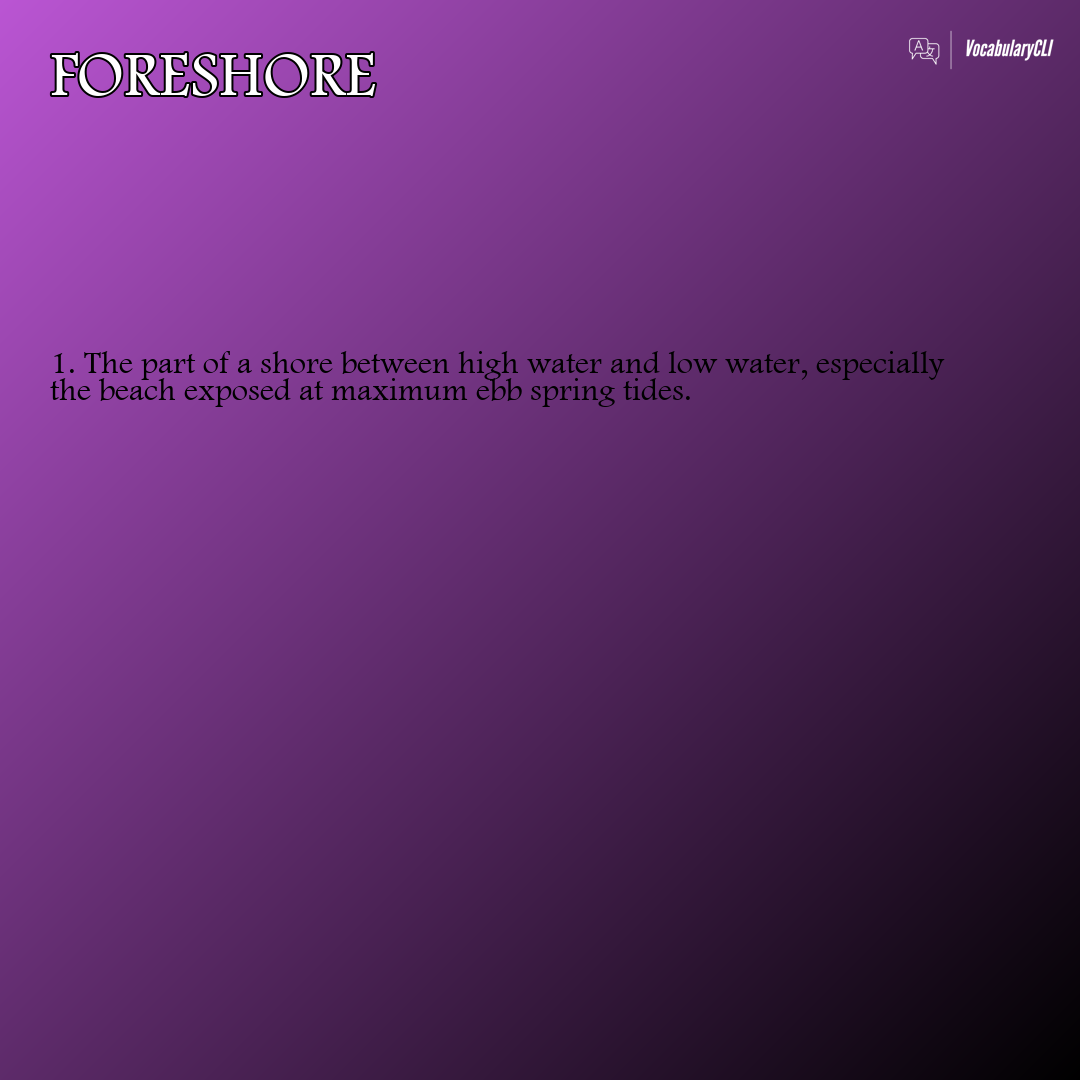 FORESHORE
VocabularyCLI
1. The part of a shore between high water and low water, especially
the beach exposed at maximum ebb spring tides.